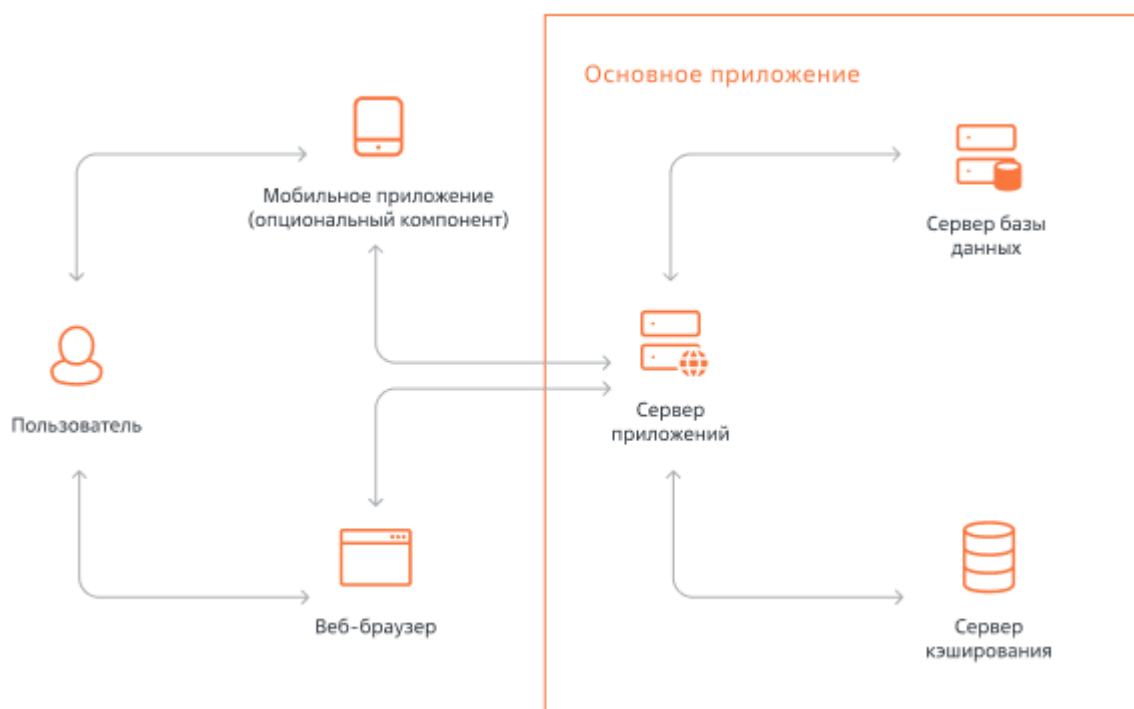 Основное приложение
Мобильное приложение
(опциональный компонент)
Сервер базы
данных
Пользователь
Сервер
приложений
Веб-браузер
Сервер
кэширования